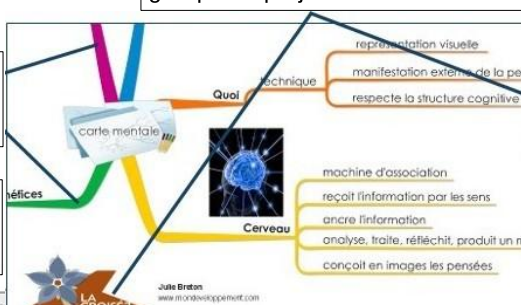 représentation visuelle
technique
manifestation externe de la
Quoi
respecte la structure cognitive
carte mentale
machine d'association
reçoit l'information par les sens
ancre l'information
Cerveau
analyse, traite, réfléchit, produit un
conçoit en images les pensées
Julie Breton
www.mondeveloppement.com
LA